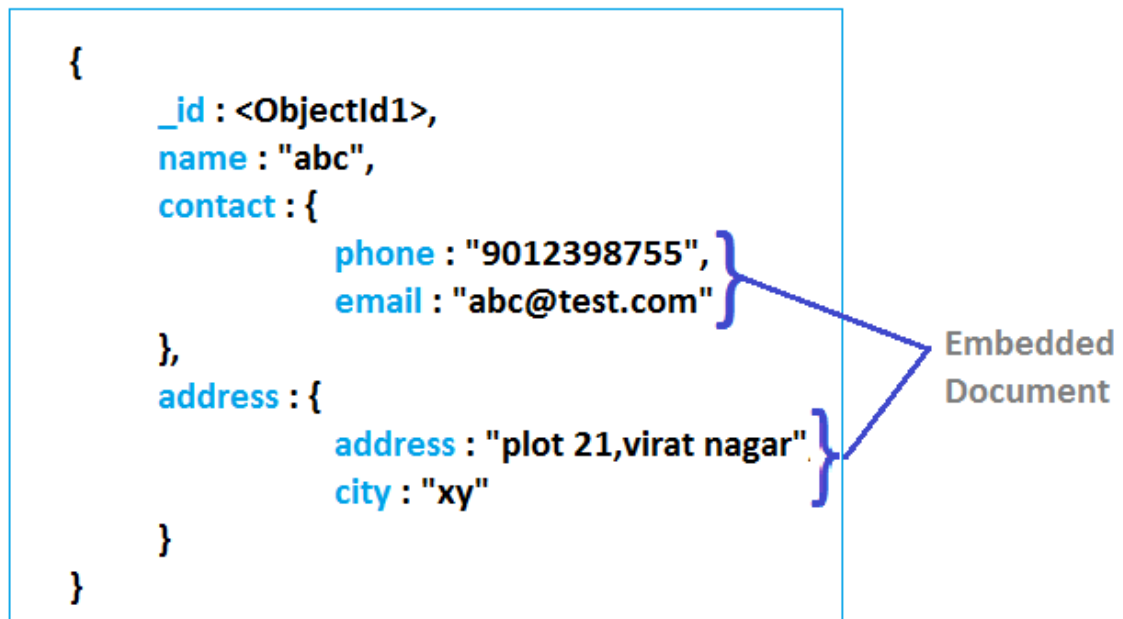 {
_id : <ObjectId1>,
name : "abc",
contact : {
phone : "9012398755",
email : "abc@test.com"
},
address : {
address : "plot 21,virat nagar",
city : "xy"
}
}
Embedded
Document